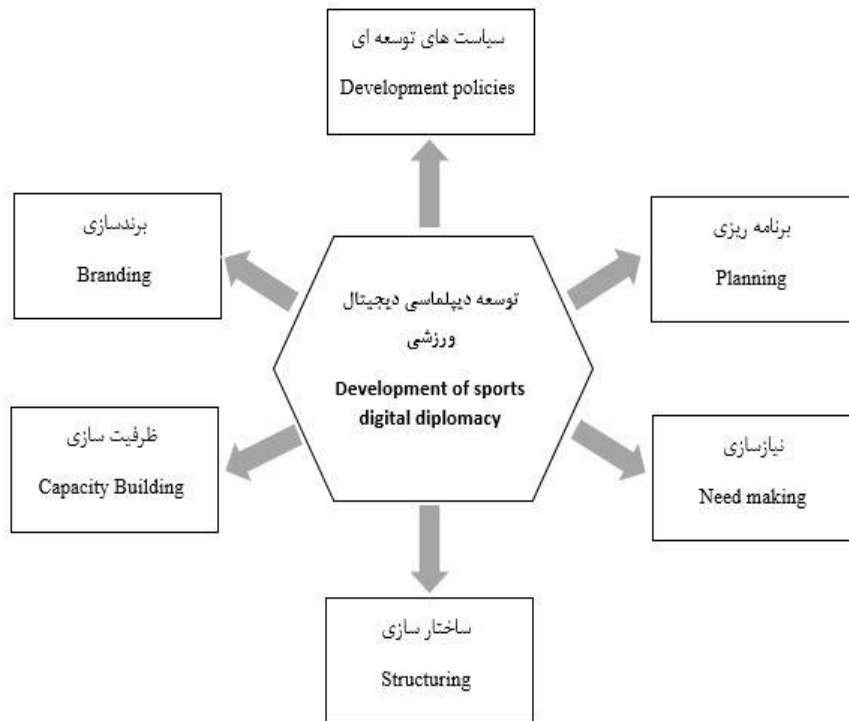 سیاست های توسعه ای
Development policies
برندسازی
Branding
برنامه ریزی
Planning
توسعه دیپلماسی دیجیتال
ورزشی
Development of sports
digital diplomacy
ظرفیت سازی
Capacity Building
نیازسازی
Need making
ساختار سازی
Structuring